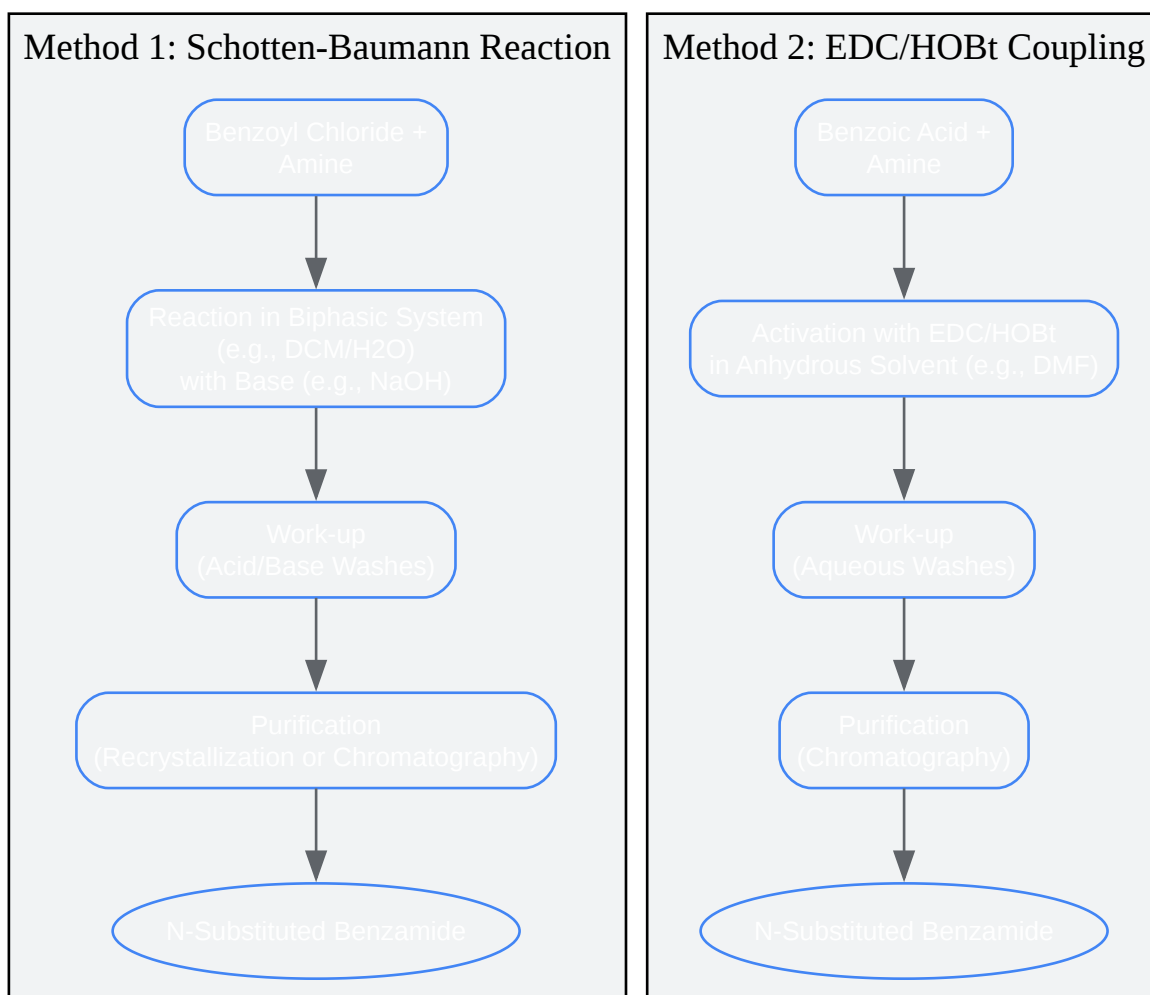 Method 1: Schotten-Baumann Reaction
Benzoyl Chloride +
Amine
Reaction in Biphasic System
(e.g., DCM/H2O)
with Base (e.g., NaOH)
Work-up
(Acid/Base Washes)
Purification
(Recrystallization or Chromatography)
N-Substituted Benzamide
Method 2: EDC/HOBt Coupling
Benzoic Acid +
Amine
Activation with EDC/HOBt
in Anhydrous Solvent (e.g., DMF)
Work-up
(Aqueous Washes)
Purification
(Chromatography)
N-Substituted Benzamide